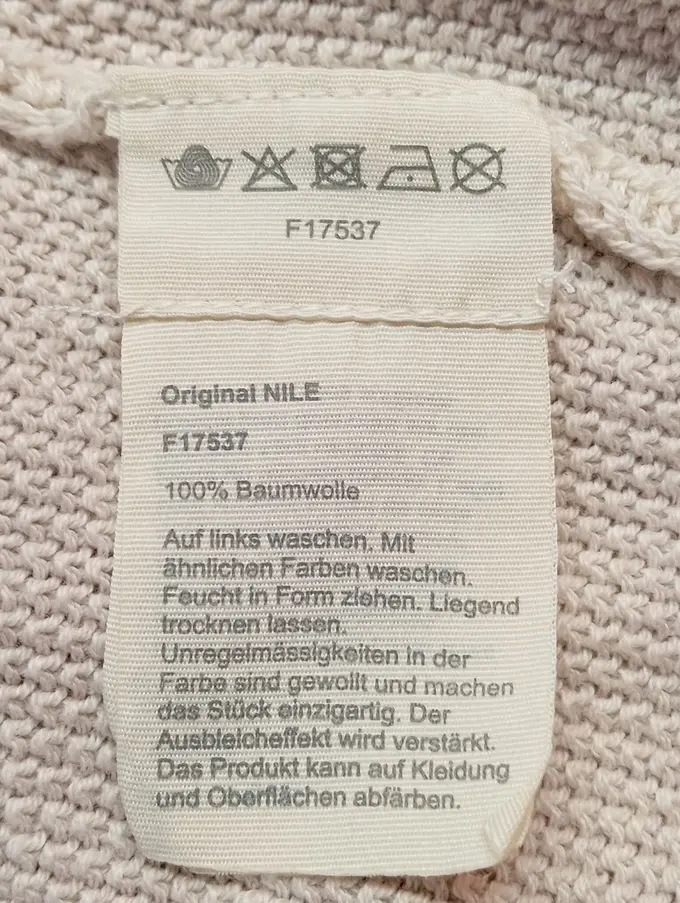 F17537
Original NILE
F17537
100% Baumwolle
Auf links waschen. Mit
ähnlichen Farben waschen.
Feucht in Form ziehen. Liegend
trocknen lassen.
Unregelmässigkeiten in der
Farbe sind gewollt und machen
das Stück einzigartig. Der
Ausbleicheffekt wird verstärkt.
Das Produkt kann auf Kleidung
und Oberflächen abfärben.